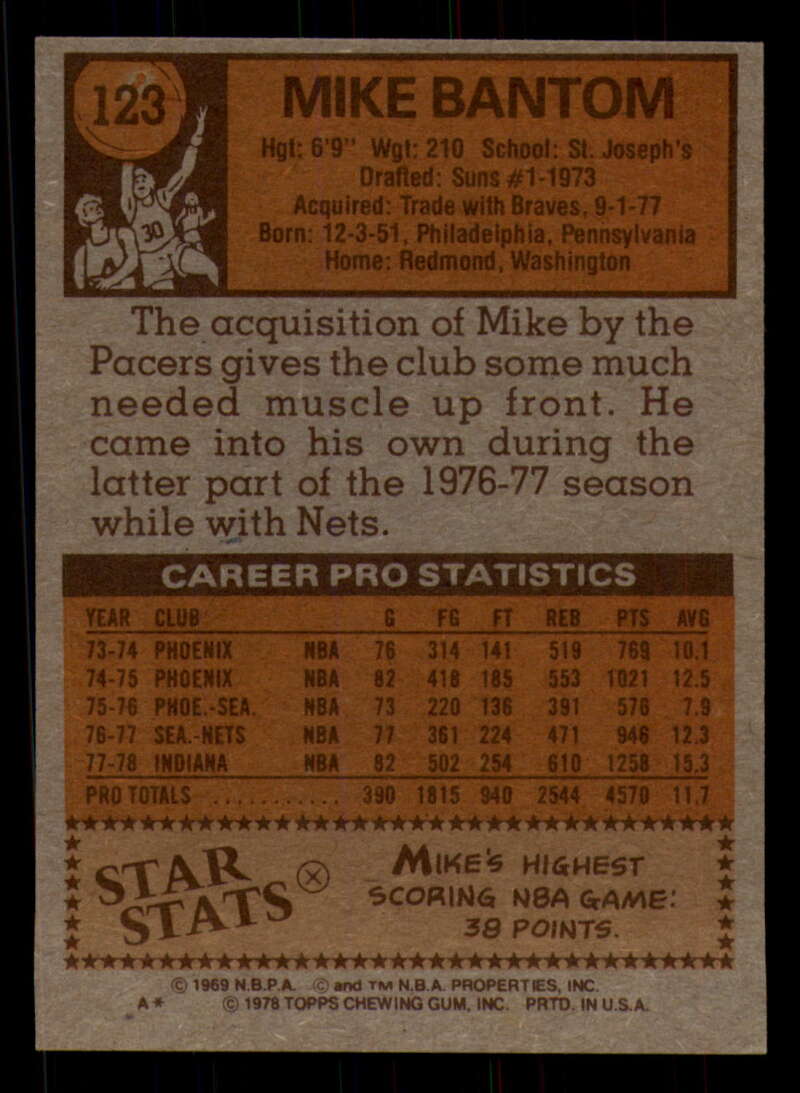 123
MIKE BANTOM
Hgt: 6'9" Wgt: 210 School: St. Joseph's
Drafted: Suns #1-1973
Acquired: Trade with Braves, 9-1-77
Born: 12-3-51, Philadelphia, Pennsylvania
Home: Redmond, Washington
30
The acquisition of Mike by the
Pacers gives the club some much
needed muscle up front. He
came into his own during the
latter part of the 1976-77 season
while with Nets.
CAREER PRO STATISTICS
YEAR CLUB G FG FT REB PTS AVG
73-74 PHOENIX NBA 76 314 141 519 769 10.1
74-75 PHOENIX NBA 82 418 185 553 1021 12.5
75-76 PHOE.-SEA. NBA 73 220 136 391 576 7.9
76-77 SEA.-NETS NBA 77 361 224 471 946 12.3
77-78 INDIANA NBA 82 502 254 610 1258 15.3
PRO TOTALS ............ 390 1815 940 2544 4570 11.7
STAR STATS
MIKE'S HIGHEST
SCORING NBA GAME:
38 POINTS.
© 1969 N.B.P.A. © and TM N.B.A. PROPERTIES, INC.
A* © 1978 TOPPS CHEWING GUM, INC. PRTD. IN U.S.A.